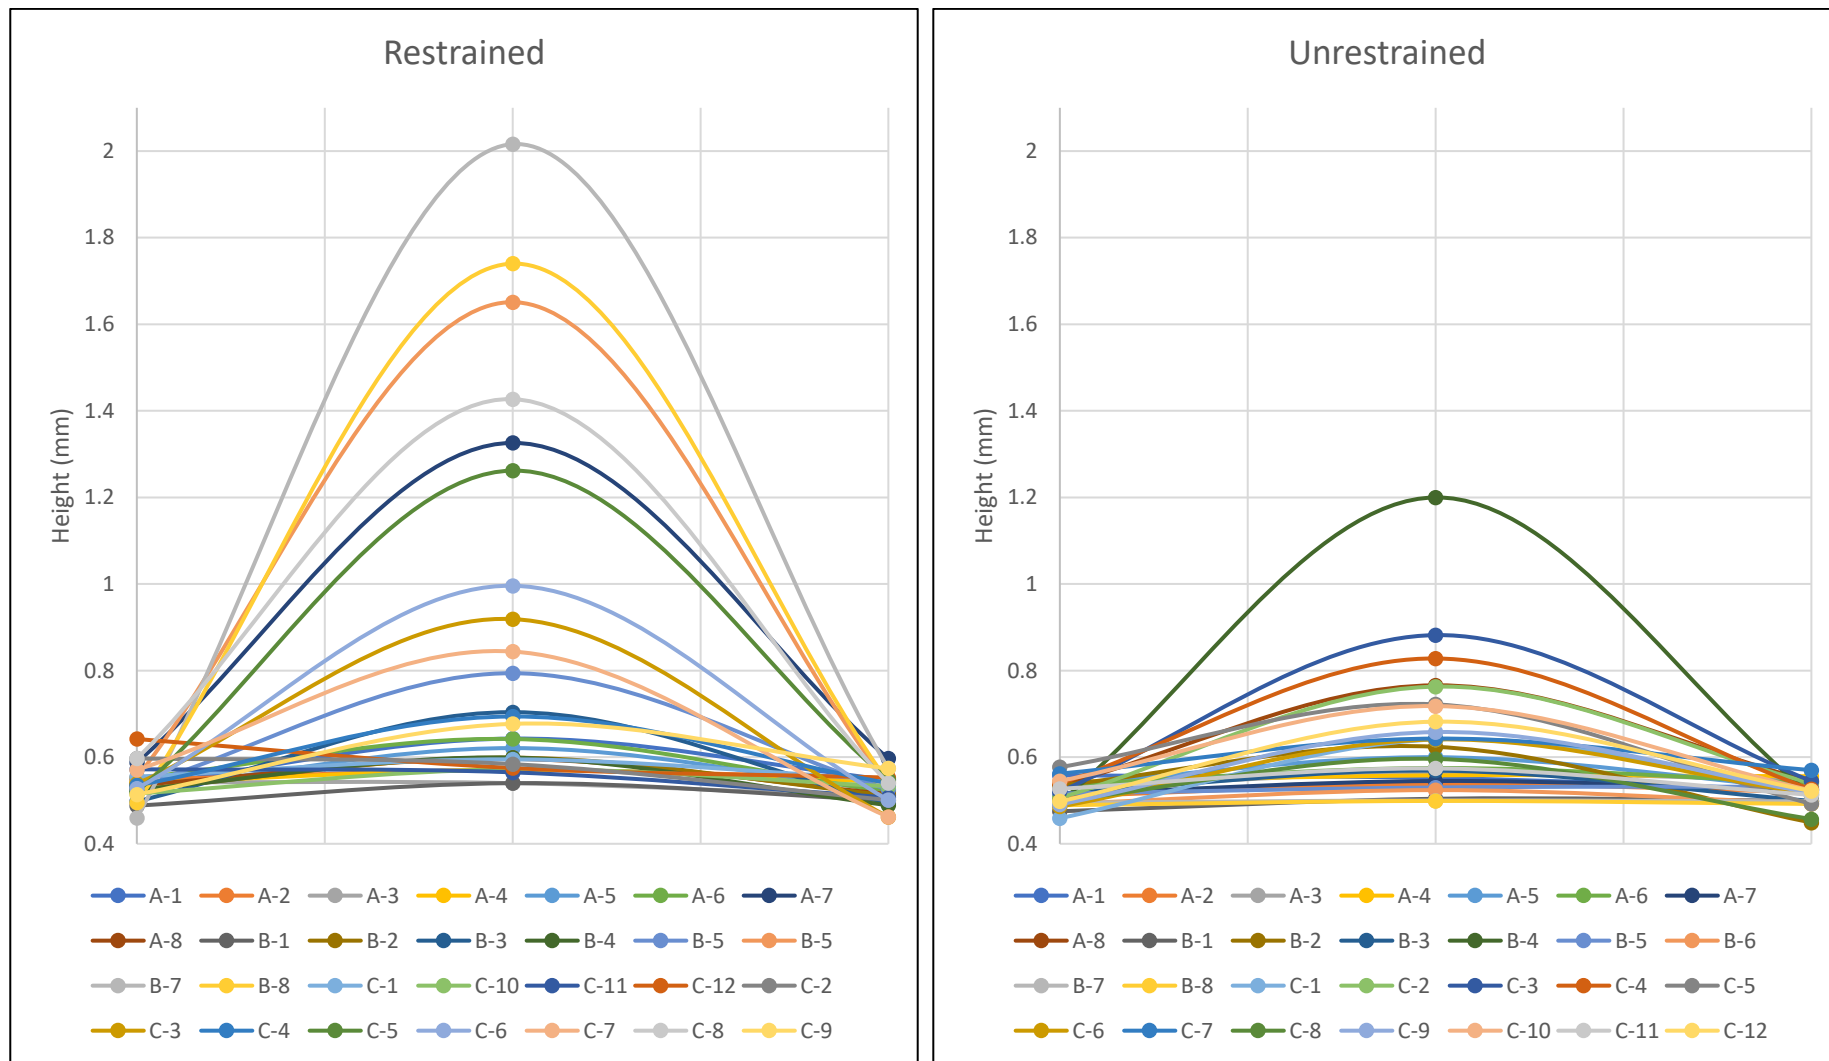 Restrained
2
1.8
1.6
1.4
1.2
1
0.8
0.6
0.4
Height (mm)
A-1 A-2 A-3 A-4 A-5 A-6 A-7
A-8 B-1 B-2 B-3 B-4 B-5 B-5
B-7 B-8 C-1 C-10 C-11 C-12 C-2
C-3 C-4 C-5 C-6 C-7 C-8 C-9
Unrestrained
2
1.8
1.6
1.4
1.2
1
0.8
0.6
0.4
Height (mm)
A-1 A-2 A-3 A-4 A-5 A-6 A-7
A-8 B-1 B-2 B-3 B-4 B-5 B-6
B-7 B-8 C-1 C-2 C-3 C-4 C-5
C-6 C-7 C-8 C-9 C-10 C-11 C-12